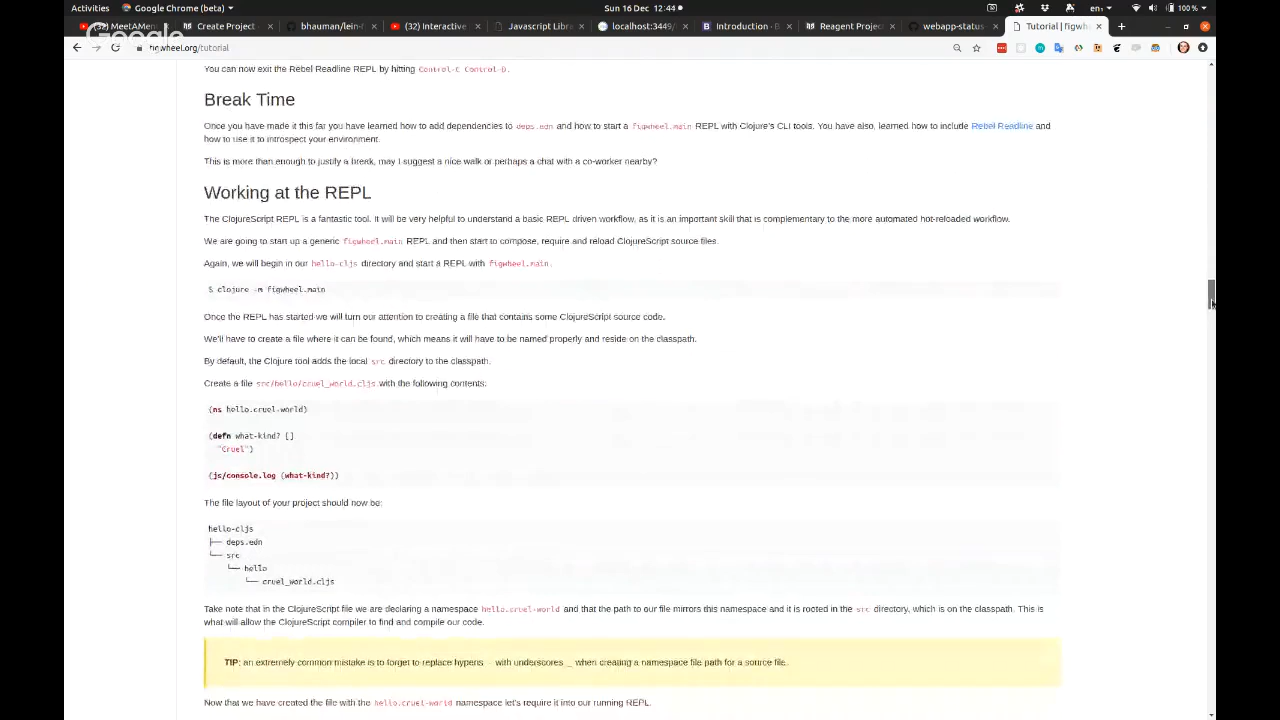 Activities Google Chrome (beta) Sun 16 Dec 12:44 en 100 %
(32) MeetAMen Create Project bhauman/lein-f (32) Interactive Javascript Libr localhost:3449/ Introduction · B Reagent Project webapp-status Tutorial | figwhee
Google
figwheel.org/tutorial
You can now exit the Rebel Readline REPL by hitting Control-C Control-D.
Break Time
Once you have made it this far you have learned how to add dependencies to deps.edn and how to start a figwheel.main REPL with Clojure's CLI tools. You have also, learned how to include Rebel Readline and
how to use it to introspect your environment.
This is more than enough to justify a break, may I suggest a nice walk or perhaps a chat with a co-worker nearby?
Working at the REPL
The ClojureScript REPL is a fantastic tool. It will be very helpful to understand a basic REPL driven workflow, as it is an important skill that is complementary to the more automated hot-reloaded workflow.
We are going to start up a generic figwheel.main REPL and then start to compose, require and reload ClojureScript source files.
Again, we will begin in our hello-cljs directory and start a REPL with figwheel.main.
$ clojure -m figwheel.main
Once the REPL has started we will turn our attention to creating a file that contains some ClojureScript source code.
We'll have to create a file where it can be found, which means it will have to be named properly and reside on the classpath.
By default, the Clojure tool adds the local src directory to the classpath.
Create a file src/hello/cruel_world.cljs with the following contents:
(ns hello.cruel-world)
(defn what-kind? []
"Cruel")
(js/console.log (what-kind?))
The file layout of your project should now be:
hello-cljs
├── deps.edn
└── src
└── hello
└── cruel_world.cljs
Take note that in the ClojureScript file we are declaring a namespace hello.cruel-world and that the path to our file mirrors this namespace and it is rooted in the src directory, which is on the classpath. This is
what will allow the ClojureScript compiler to find and compile our code.
TIP: an extremely common mistake is to forget to replace hypens - with underscores _ when creating a namespace file path for a source file.
Now that we have created the file with the hello.cruel-world namespace let's require it into our running REPL.